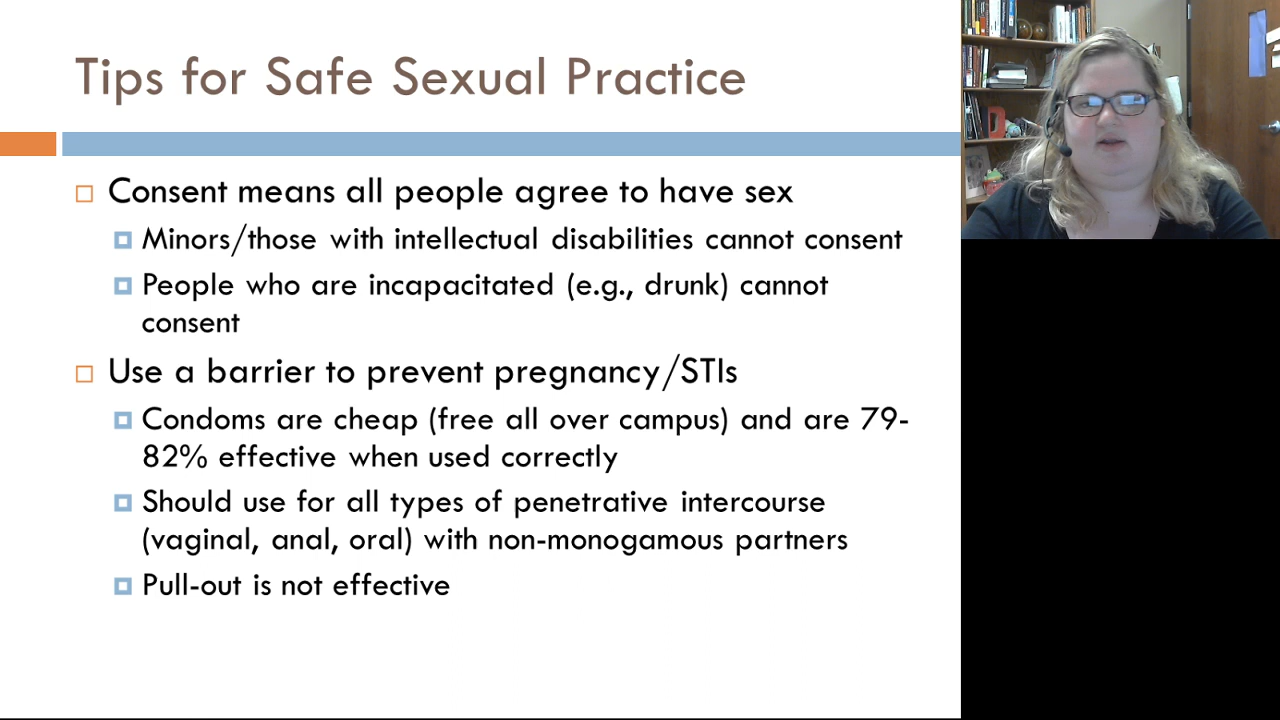 Tips for Safe Sexual Practice
Consent means all people agree to have sex
Minors/those with intellectual disabilities cannot consent
People who are incapacitated (e.g., drunk) cannot
consent
Use a barrier to prevent pregnancy/STIs
Condoms are cheap (free all over campus) and are 79-
82% effective when used correctly
Should use for all types of penetrative intercourse
(vaginal, anal, oral) with non-monogamous partners
Pull-out is not effective